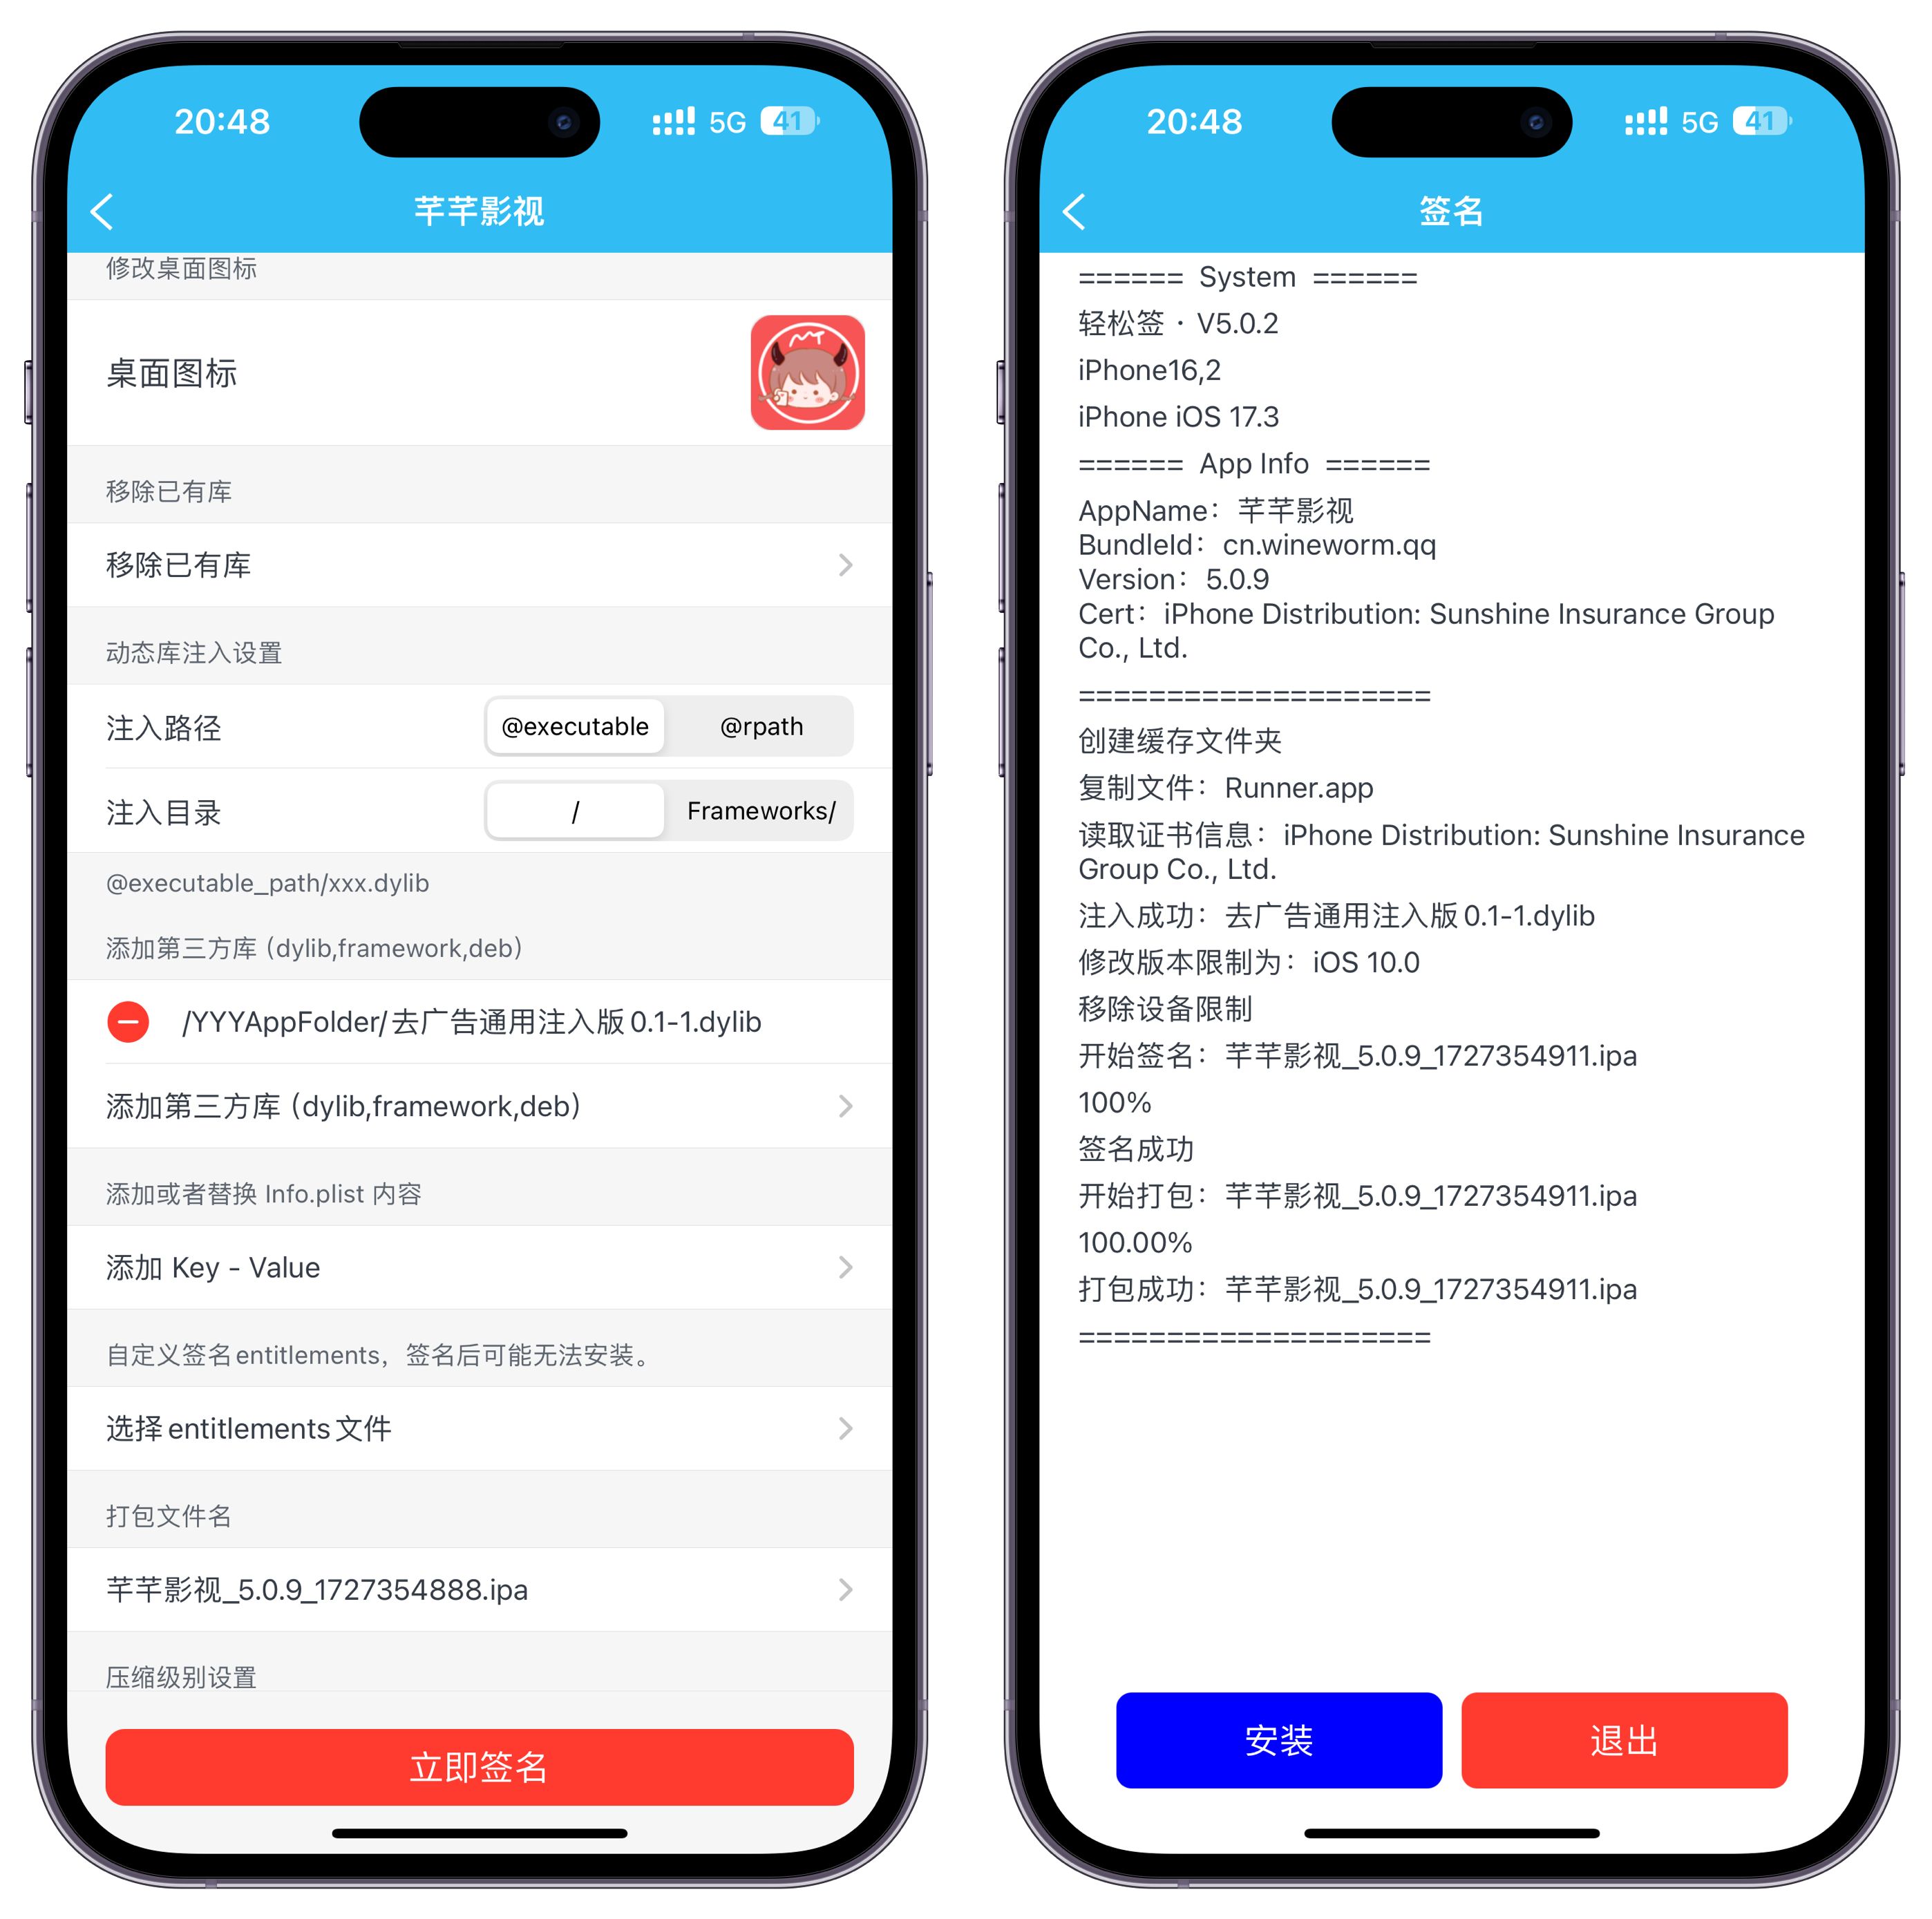 20:48
5G
41
芊芊影视
修改桌面图标
桌面图标
移除已有库
移除已有库
动态库注入设置
注入路径
@executable
@rpath
注入目录
/
Frameworks/
@executable_path/xxx.dylib
添加第三方库（dylib,framework,deb）
/YYYAppFolder/去广告通用注入版0.1-1.dylib
添加第三方库（dylib,framework,deb）
添加或者替换 Info.plist 内容
添加 Key - Value
自定义签名entitlements，签名后可能无法安装。
选择entitlements文件
打包文件名
芊芊影视_5.0.9_1727354888.ipa
压缩级别设置
立即签名
20:48
5G
41
签名
====== System ======
轻松签 · V5.0.2
iPhone16,2
iPhone iOS 17.3
====== App Info ======
AppName：芊芊影视
BundleId：cn.wineworm.qq
Version：5.0.9
Cert：iPhone Distribution: Sunshine Insurance Group
Co., Ltd.
====================
创建缓存文件夹
复制文件：Runner.app
读取证书信息：iPhone Distribution: Sunshine Insurance
Group Co., Ltd.
注入成功：去广告通用注入版0.1-1.dylib
修改版本限制为：iOS 10.0
移除设备限制
开始签名：芊芊影视_5.0.9_1727354911.ipa
100%
签名成功
开始打包：芊芊影视_5.0.9_1727354911.ipa
100.00%
打包成功：芊芊影视_5.0.9_1727354911.ipa
====================
安装
退出